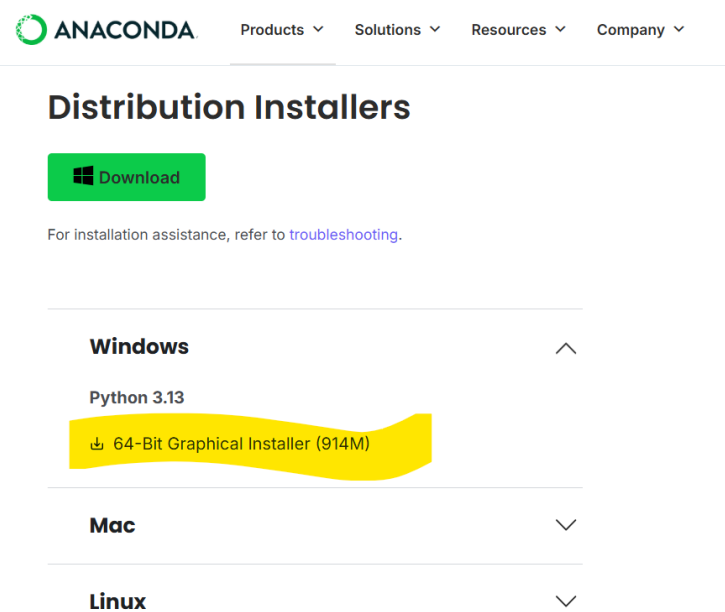 ANACONDA. Products Solutions Resources Company
Distribution Installers
Download
For installation assistance, refer to troubleshooting.
Windows
Python 3.13
64-Bit Graphical Installer (914M)
Mac
Linux